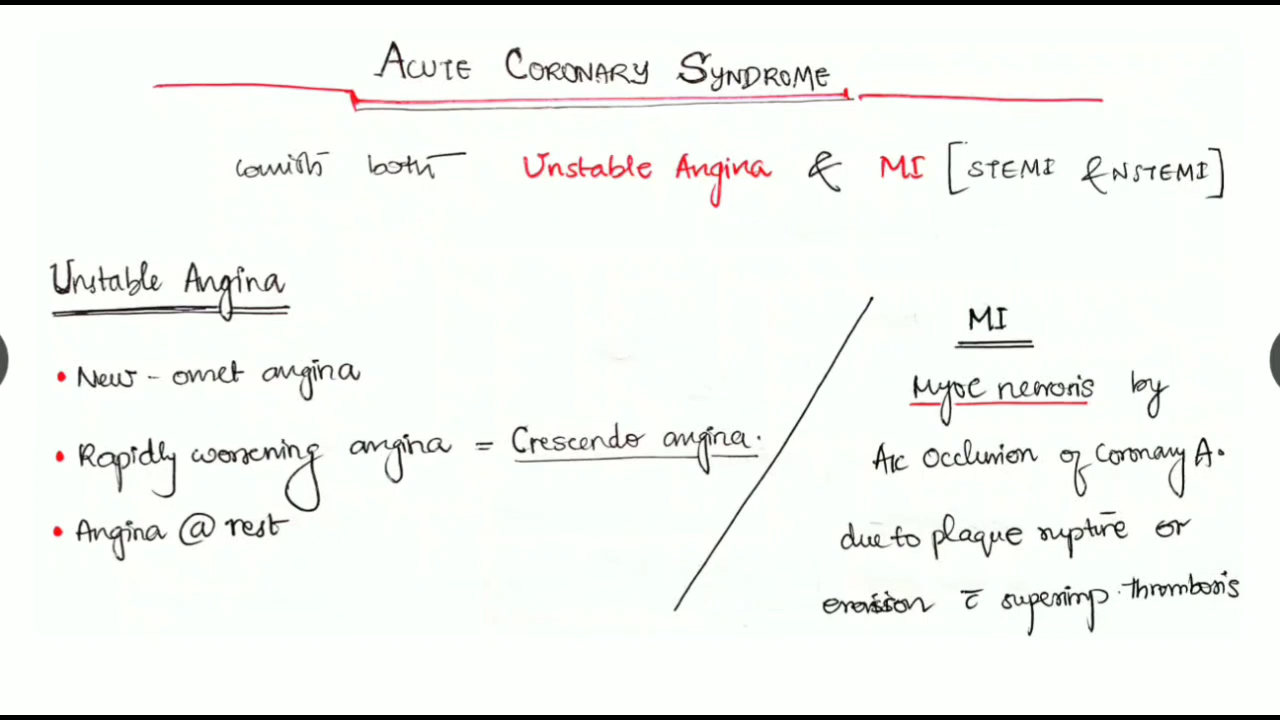 ACUTE CORONARY SYNDROME
both Unstable Angina & MI [STEMI & NSTEMI]
Unstable Angina
• New - onset angina
• Rapidly worsening angina = Crescendo angina.
• Angina @ rest
MI
Myoc necrosis by
Ac Occlusion of Coronary A.
due to plaque rupture or
erosion c̄ superimp. thrombosis